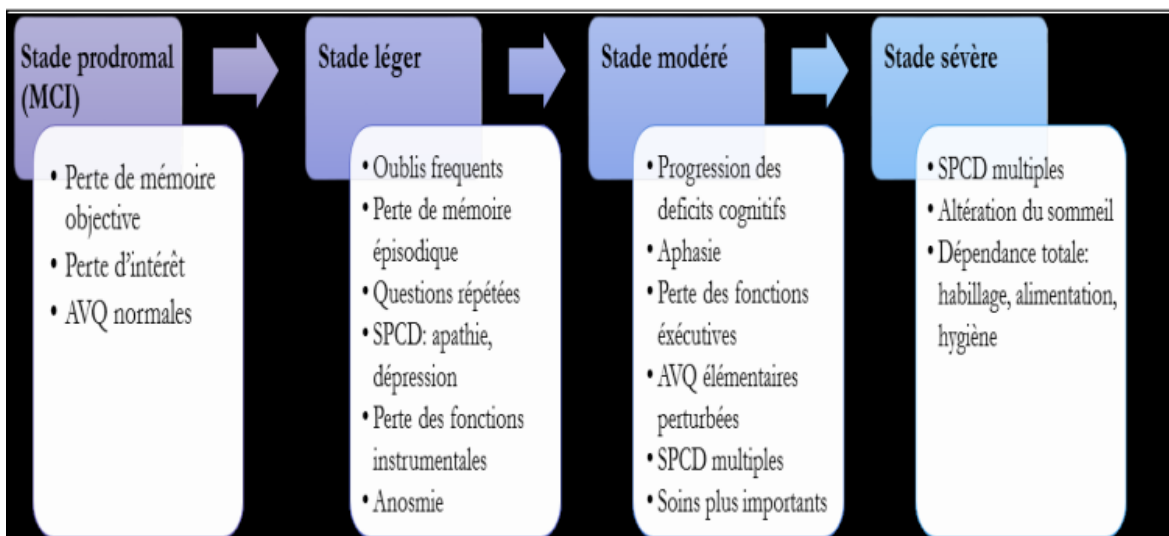 Stade prodromal
(MCI)
• Perte de mémoire
objective
• Perte d'intérêt
• AVQ normales
Stade léger
• Oublis frequents
• Perte de mémoire
épisodique
• Questions répétées
• SPCD: apathie,
dépression
• Perte des fonctions
instrumentales
• Anosmie
Stade modéré
• Progression des
deficits cognitifs
• Aphasie
• Perte des fonctions
éxécutives
• AVQ élémentaires
perturbées
• SPCD multiples
• Soins plus importants
Stade sévère
• SPCD multiples
• Altération du sommeil
• Dépendance totale:
habillage, alimentation,
hygiène